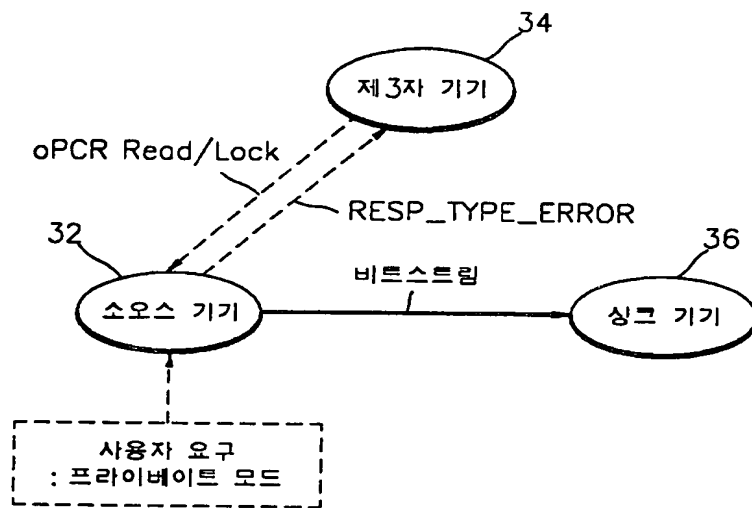 34
제3자 기기
oPCR Read/Lock
RESP_TYPE_ERROR
32
36
비트스트림
소오스 기기
싱크 기기
사용자 요구
: 프라이베이트 모드